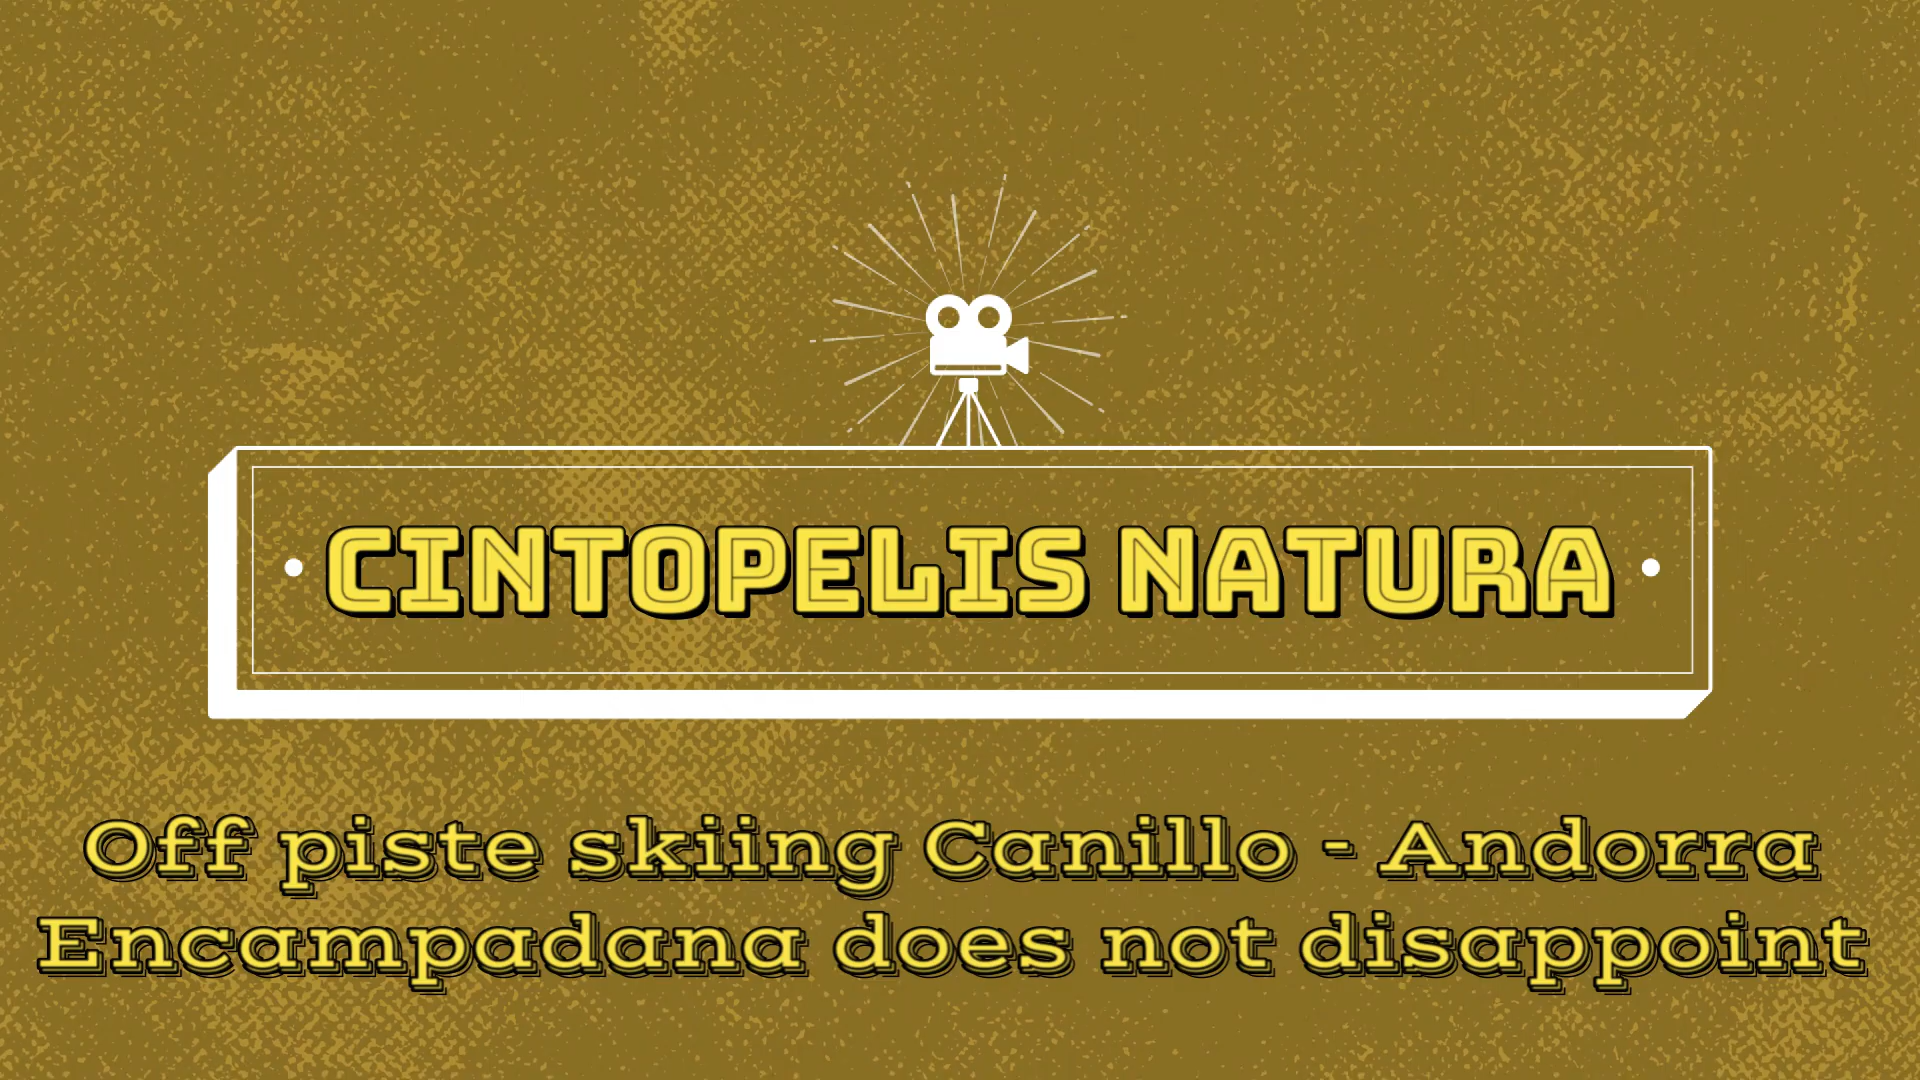 CINTOPELIS NATURA
Off piste skiing Canillo - Andorra
Encampadana does not disappoint